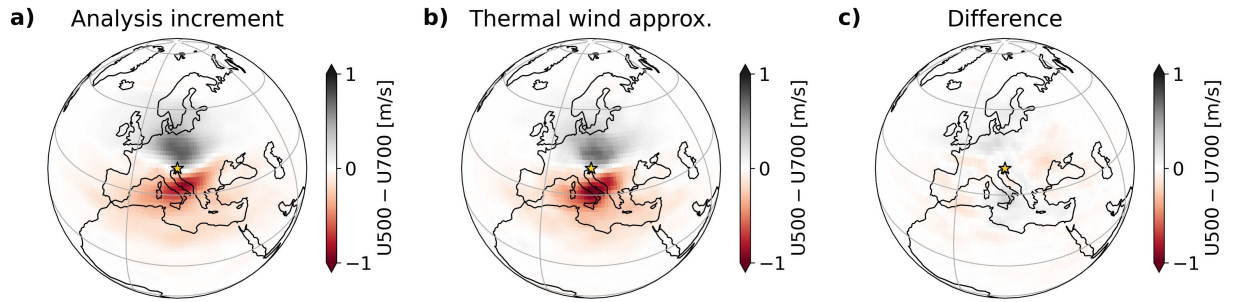 a) Analysis increment
1
0
−1
U500 − U700 [m/s]
b) Thermal wind approx.
1
0
−1
U500 − U700 [m/s]
c) Difference
1
0
−1
U500 − U700 [m/s]